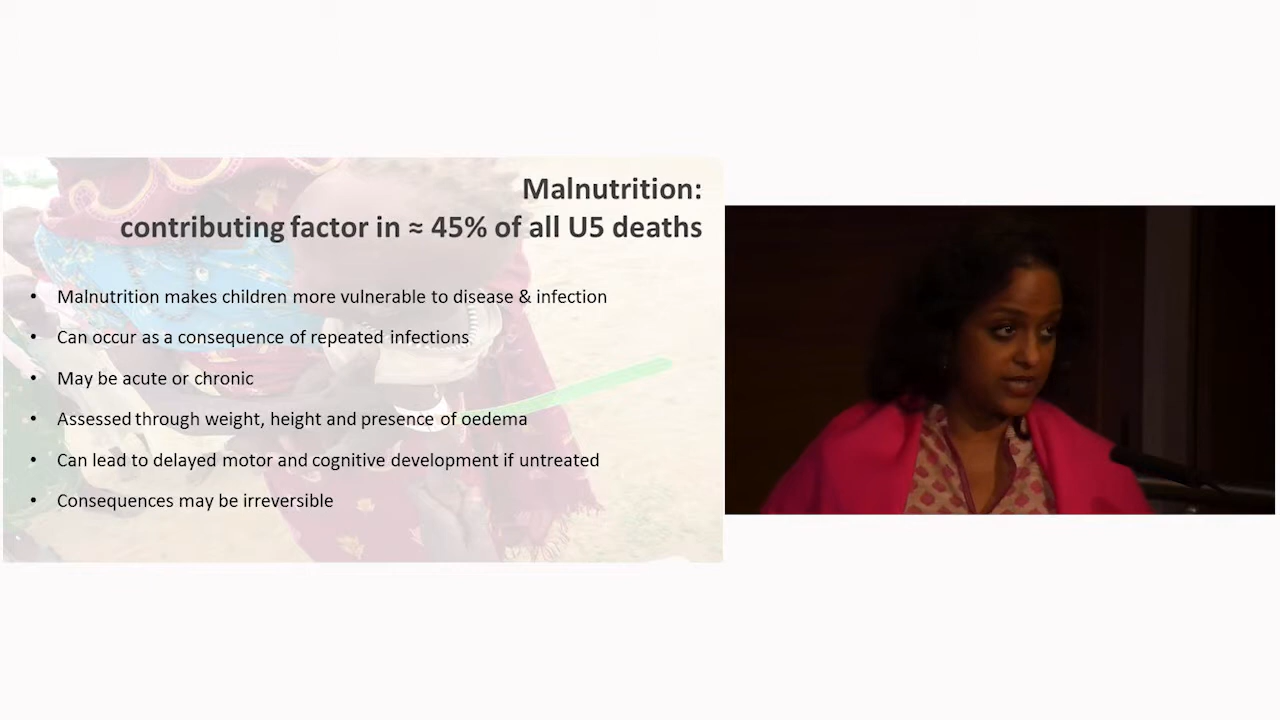 Malnutrition:
contributing factor in ≈ 45% of all U5 deaths
• Malnutrition makes children more vulnerable to disease & infection
• Can occur as a consequence of repeated infections
• May be acute or chronic
• Assessed through weight, height and presence of oedema
• Can lead to delayed motor and cognitive development if untreated
• Consequences may be irreversible